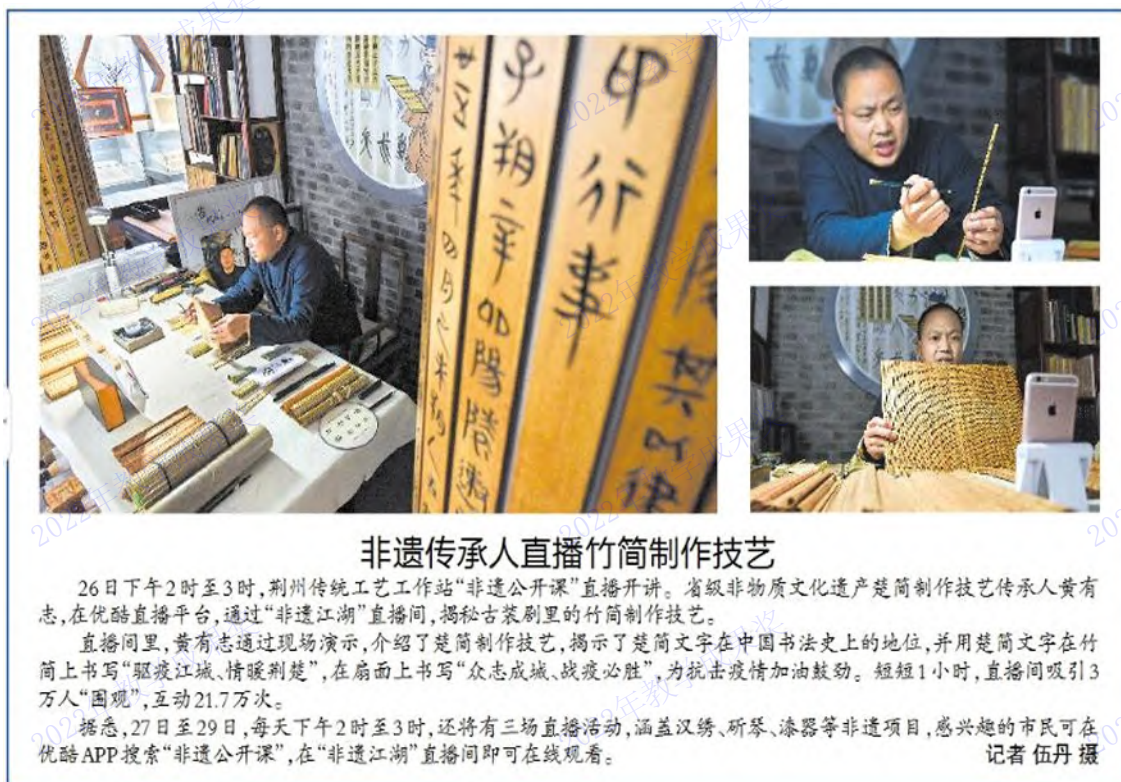 印行事
非遗传承人直播竹简制作技艺
26日下午2时至3时，荆州传统工艺工作站“非遗公开课”直播开讲。省级非物质文化遗产楚简制作技艺传承人黄有
志，在优酷直播平台，通过“非遗江湖”直播间，揭秘古装剧里的竹简制作技艺。
直播间里，黄有志通过现场演示，介绍了楚简制作技艺，揭示了楚简文字在中国书法史上的地位，并用楚简文字在竹
简上书写“驱疫江城、情暖荆楚”，在扇面上书写“众志成城、战疫必胜”，为抗击疫情加油鼓劲。短短1小时，直播间吸引3
万人“围观”，互动21.7万次。
据悉，27日至29日，每天下午2时至3时，还将有三场直播活动，涵盖汉绣、斫琴、漆器等非遗项目，感兴趣的市民可在
优酷APP搜索“非遗公开课”，在“非遗江湖”直播间即可在线观看。
记者 伍丹 摄
2022年教学成果奖